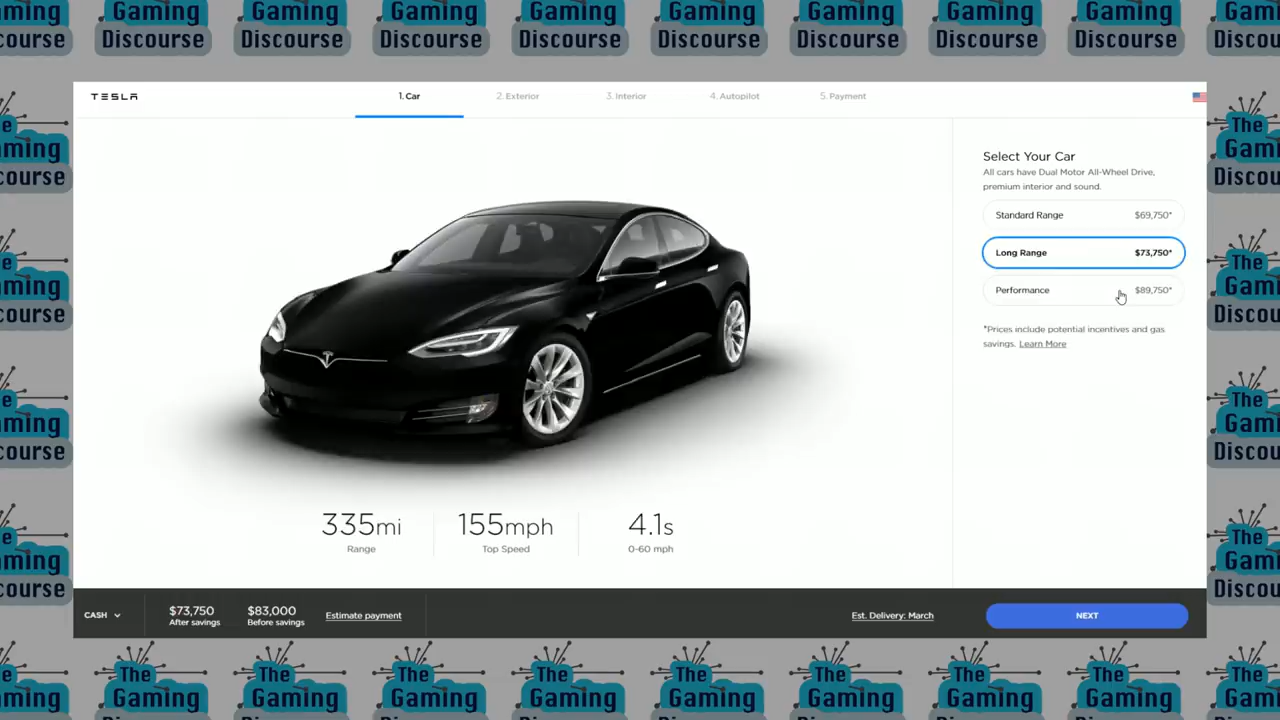 Gaming
Discourse
TESLA
1. Car
2. Exterior
3. Interior
4. Autopilot
5. Payment
Select Your Car
All cars have Dual Motor All-Wheel Drive,
premium interior and sound.
Standard Range $69,750*
Long Range $73,750*
Performance $89,750*
*Prices include potential incentives and gas
savings. Learn More
335mi
Range
155mph
Top Speed
4.1s
0-60 mph
CASH
$73,750
After savings
$83,000
Before savings
Estimate payment
Est. Delivery: March
NEXT
The
Gaming
Discourse